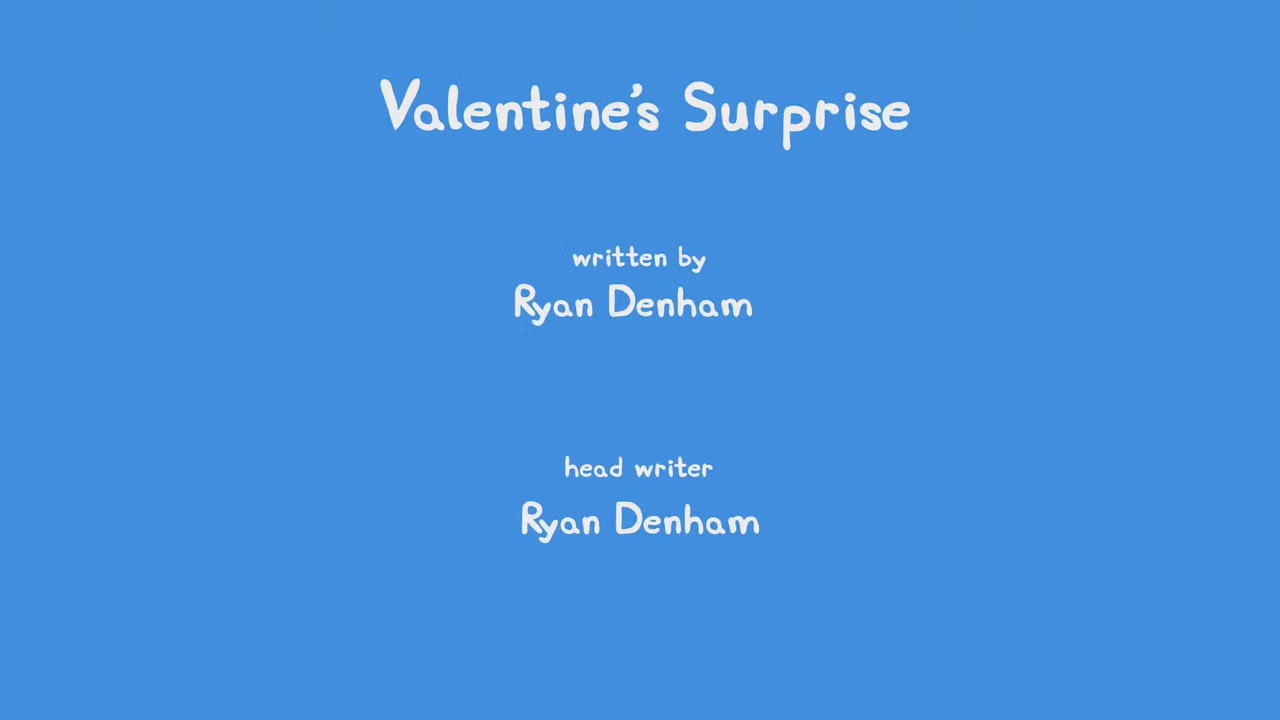 Valentine's Surprise
written by
Ryan Denham
head writer
Ryan Denham